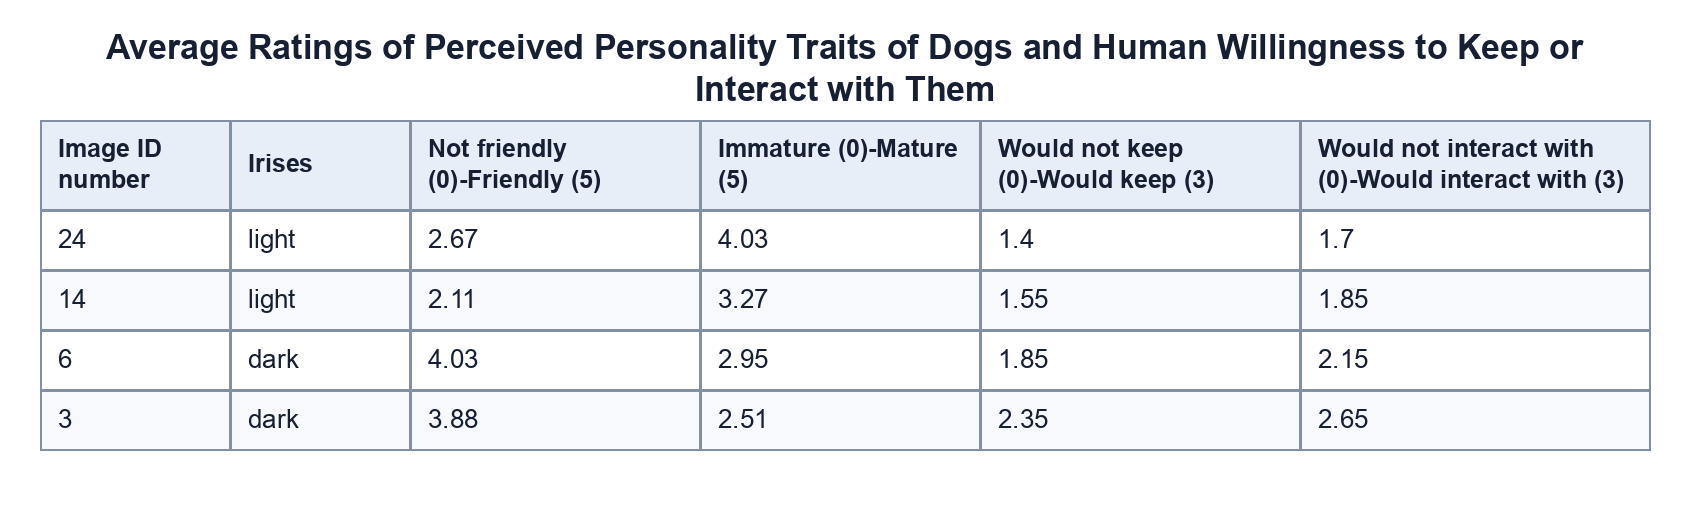 Average Ratings of Perceived Personality Traits of Dogs and Human Willingness to Keep or
Interact with Them
Image ID number | Irises | Not friendly (0)-Friendly (5) | Immature (0)-Mature (5) | Would not keep (0)-Would keep (3) | Would not interact with (0)-Would interact with (3)
24 | light | 2.67 | 4.03 | 1.4 | 1.7
14 | light | 2.11 | 3.27 | 1.55 | 1.85
6 | dark | 4.03 | 2.95 | 1.85 | 2.15
3 | dark | 3.88 | 2.51 | 2.35 | 2.65